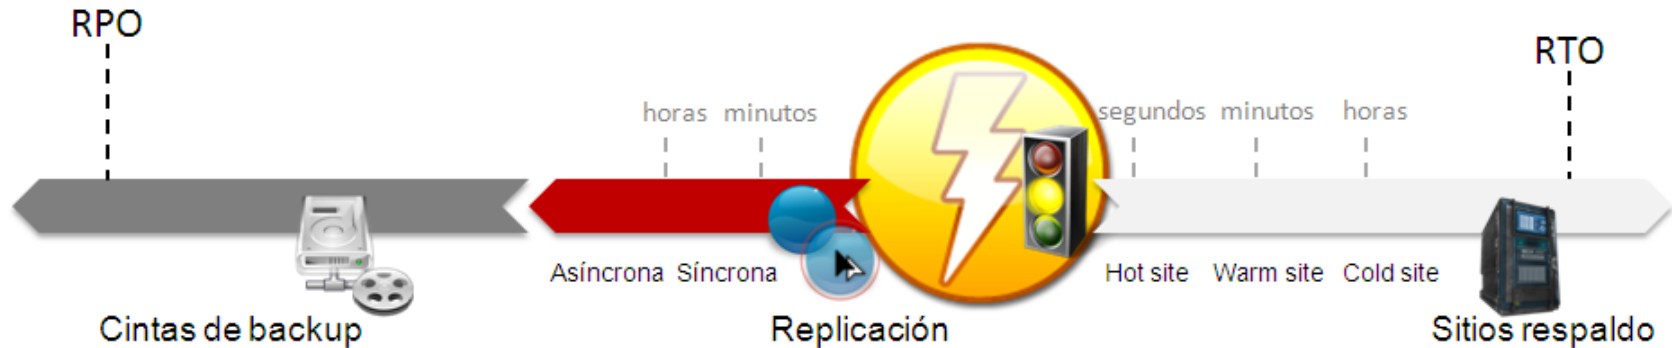 RPO
RTO
horas minutos
segundos minutos horas
Asíncrona Síncrona
Hot site Warm site Cold site
Cintas de backup
Replicación
Sitios respaldo